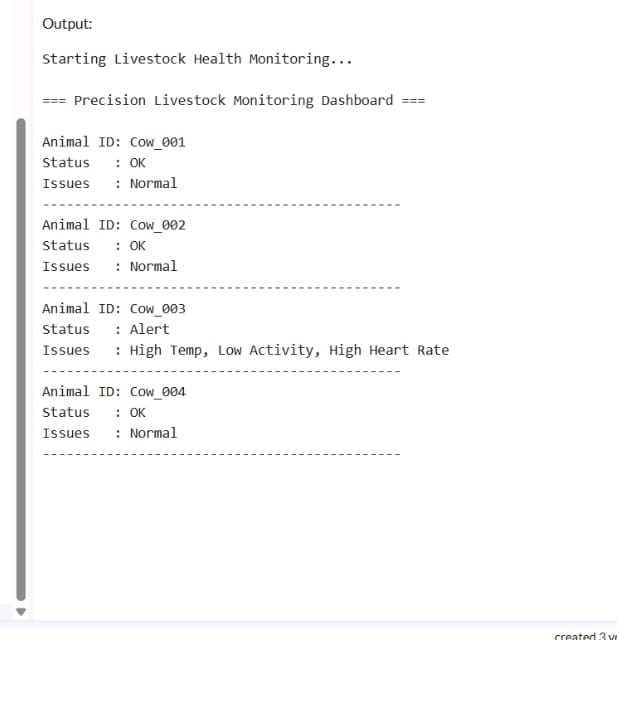 Output:
Starting Livestock Health Monitoring...
=== Precision Livestock Monitoring Dashboard ===
Animal ID: Cow_001
Status   : OK
Issues   : Normal
---------------------------------------------
Animal ID: Cow_002
Status   : OK
Issues   : Normal
---------------------------------------------
Animal ID: Cow_003
Status   : Alert
Issues   : High Temp, Low Activity, High Heart Rate
---------------------------------------------
Animal ID: Cow_004
Status   : OK
Issues   : Normal
---------------------------------------------
created 3